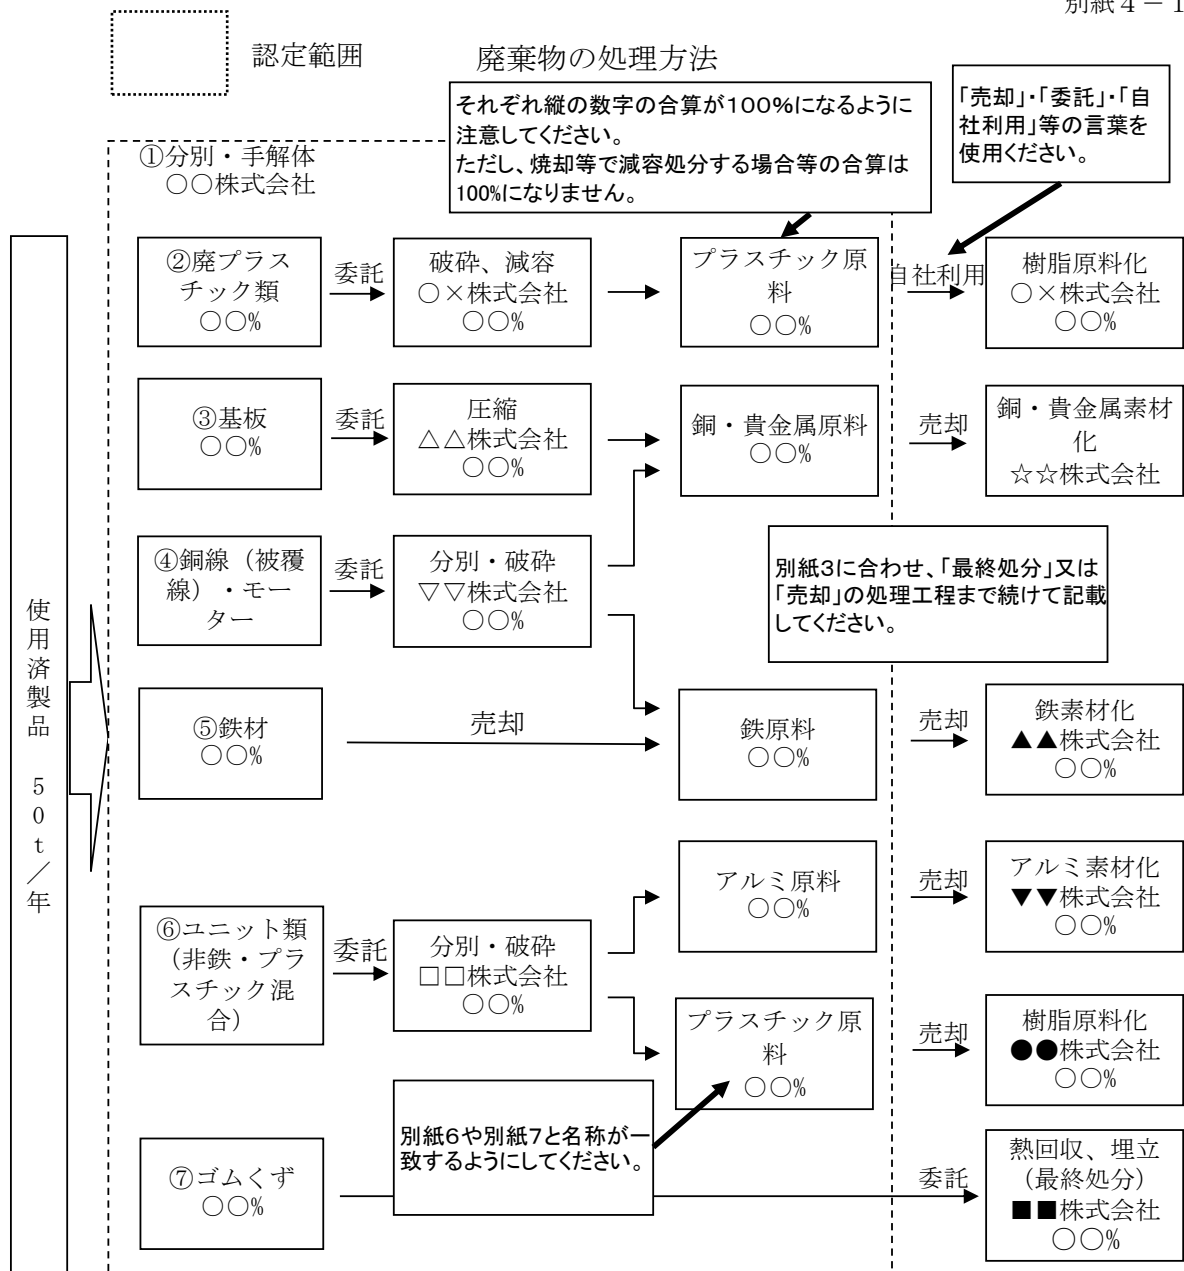 別紙４－１
認定範囲
廃棄物の処理方法
それぞれ縦の数字の合算が１００％になるように
注意してください。
ただし、焼却等で減容処分する場合等の合算は
100%になりません。
「売却」・「委託」・「自
社利用」等の言葉を
使用ください。
①分別・手解体
○○株式会社
使用済製品　５０ｔ／年
②廃プラス
チック類
○○%
委託
破砕、減容
○×株式会社
○○%
プラスチック原
料
○○%
自社利用
樹脂原料化
○×株式会社
○○%
③基板
○○%
委託
圧縮
△△株式会社
○○%
銅・貴金属原料
○○%
売却
銅・貴金属素材
化
☆☆株式会社
④銅線（被覆
線）・モー
ター
委託
分別・破砕
▽▽株式会社
○○%
別紙３に合わせ、「最終処分」又は
「売却」の処理工程まで続けて記載
してください。
⑤鉄材
○○%
売却
鉄原料
○○%
売却
鉄素材化
▲▲株式会社
○○%
⑥ユニット類
（非鉄・プラ
スチック混
合）
委託
分別・破砕
□□株式会社
○○%
アルミ原料
○○%
売却
アルミ素材化
▼▼株式会社
○○%
プラスチック原
料
○○%
売却
樹脂原料化
●●株式会社
○○%
別紙６や別紙７と名称が一
致するようにしてください。
⑦ゴムくず
○○%
委託
熱回収、埋立
（最終処分）
■■株式会社
○○%